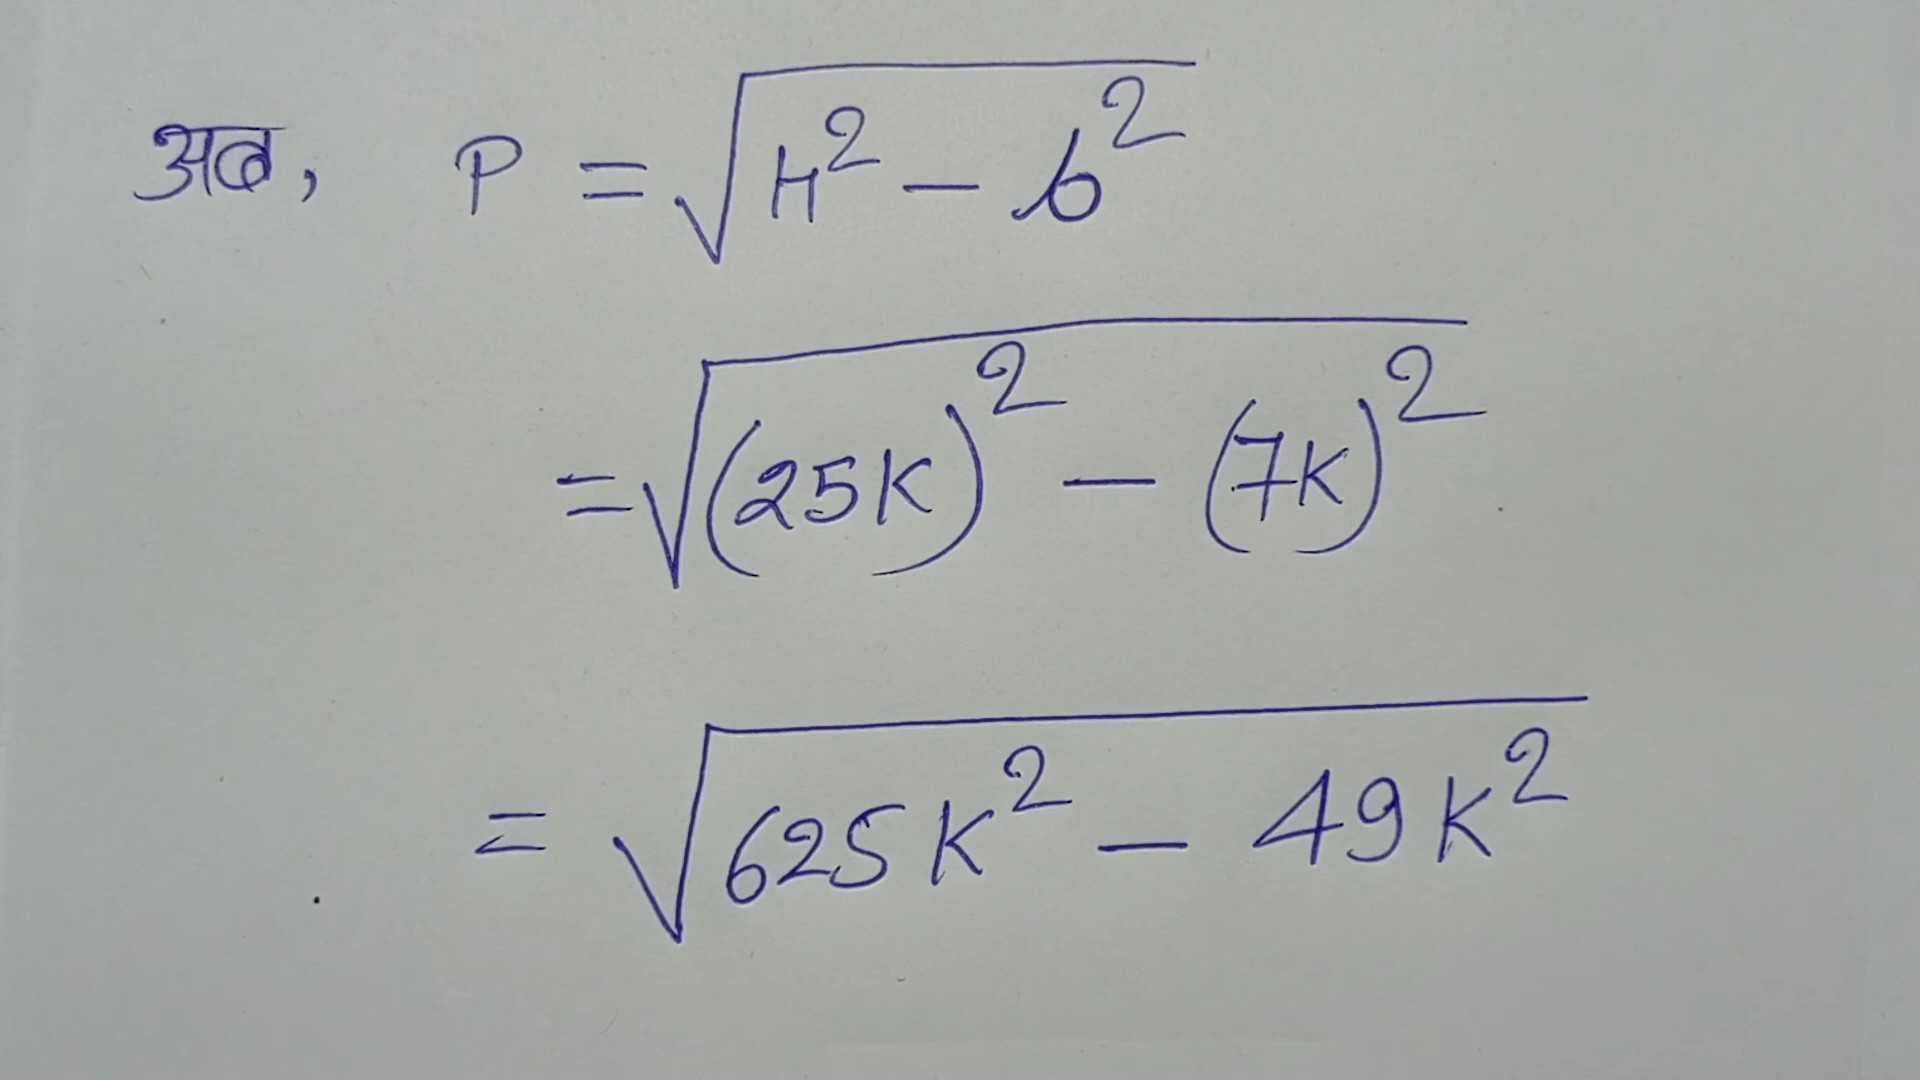 अब, P = √(H² – b²)
= √((25K)² – (7K)²)
= √(625K² – 49K²)